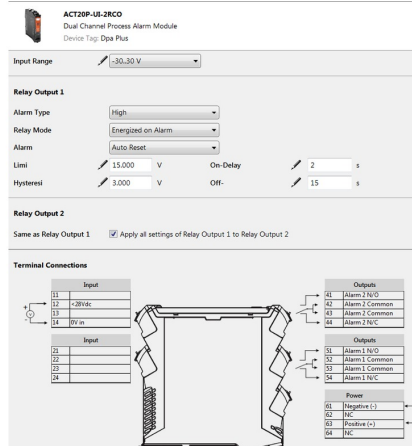 ACT20P-UI-2RCO
Dual Channel Process Alarm Module
Device Tag: Dpa Plus
Input Range -30..30 V
Relay Output 1
Alarm Type High
Relay Mode Energized on Alarm
Alarm Auto Reset
Limi 15.000 V On-Delay 2 s
Hysteresi 3.000 V Off- 15 s
Relay Output 2
Same as Relay Output 1 Apply all settings of Relay Output 1 to Relay Output 2
Terminal Connections
Input
11
12 <28Vdc
13
14 0V in
Input
21
22
23
24
Outputs
41 Alarm 2 N/O
42 Alarm 2 Common
43 Alarm 2 Common
44 Alarm 2 N/C
Outputs
51 Alarm 1 N/O
52 Alarm 1 Common
53 Alarm 1 Common
54 Alarm 1 N/C
Power
61 Negative (-)
62 NC
63 Positive (+)
64 NC